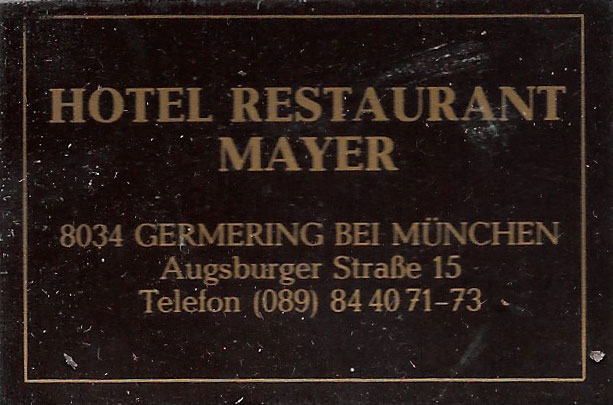 HOTEL RESTAURANT
MAYER
8034 GERMERING BEI MÜNCHEN
Augsburger Straße 15
Telefon (089) 84 40 71–73